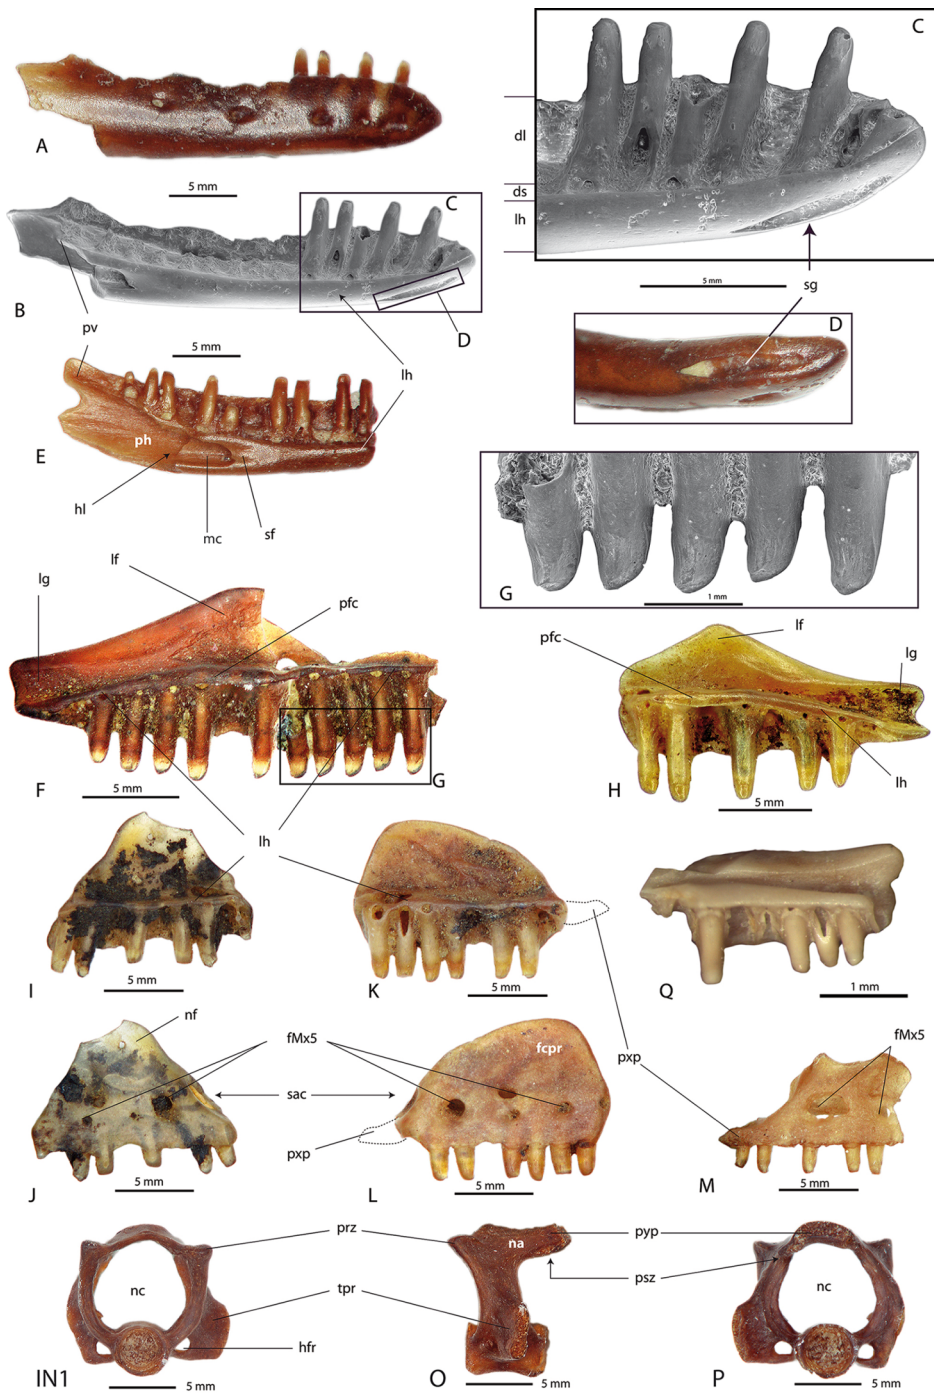 C
A
dl
5 mm
ds
C
lh
B
5 mm
sg
D
D
pv
5 mm
lh
ph
E
hl
mc
sf
G
1 mm
lf
lg
pfc
lf
pfc
lg
F
G
H
lh
5 mm
5 mm
lh
I
K
Q
5 mm
5 mm
1 mm
nf
fMx5
fcpr
pxp
fMx5
sac
pxp
J
L
M
5 mm
5 mm
5 mm
prz
na
pyp
nc
psz
nc
tpr
hfr
IN1
5 mm
O
5 mm
P
5 mm